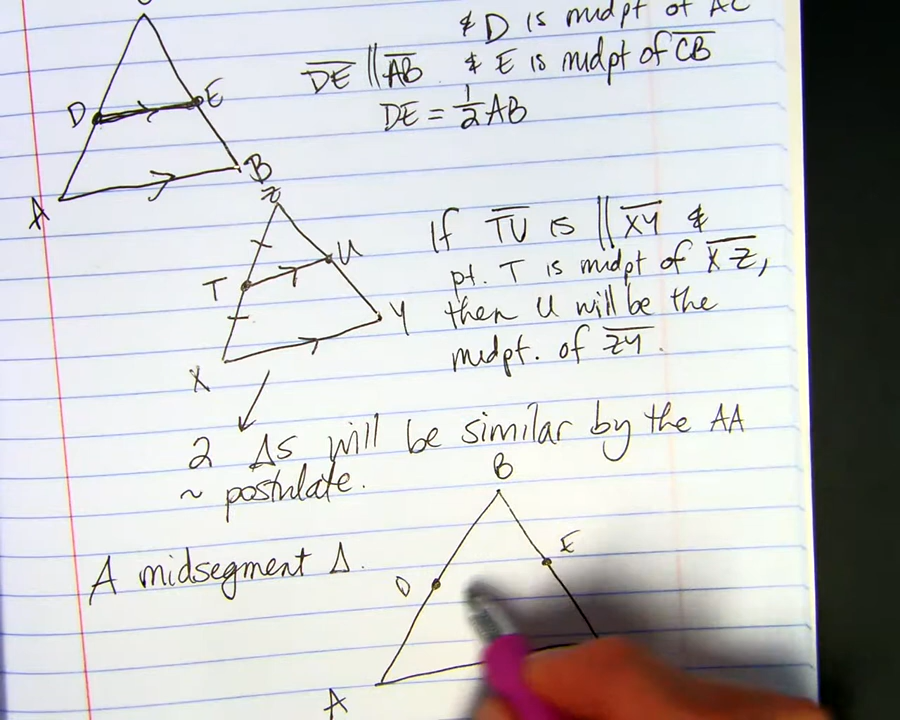 & D is midpt of AC
DE || AB & E is midpt of CB
DE = 1/2 AB
D
E
A
B
Z
T
U
X
Y
If TU is || XY &
pt. T is midpt of XZ,
then U will be the
midpt. of ZY.
2 Δs will be similar by the AA
~ postulate.
A midsegment Δ.
B
D
E
A